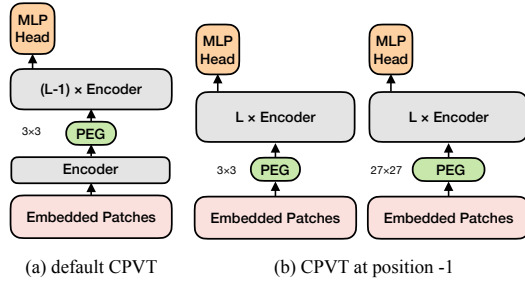 MLP
Head
(L-1) × Encoder
3×3
PEG
Encoder
Embedded Patches
(a) default CPVT
MLP
Head
L × Encoder
3×3
PEG
Embedded Patches
MLP
Head
L × Encoder
27×27
PEG
Embedded Patches
(b) CPVT at position -1